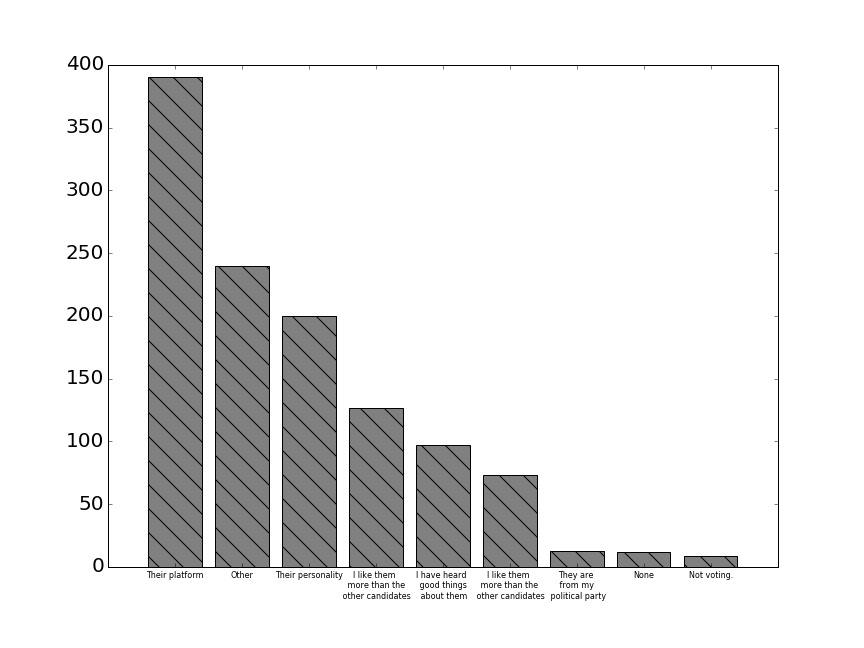 400
350
300
250
200
150
100
50
0
Their platform
Other
Their personality
I like them
more than the
other candidates
I have heard
good things
about them
I like them
more than the
other candidates
They are
from my
political party
None
Not voting.